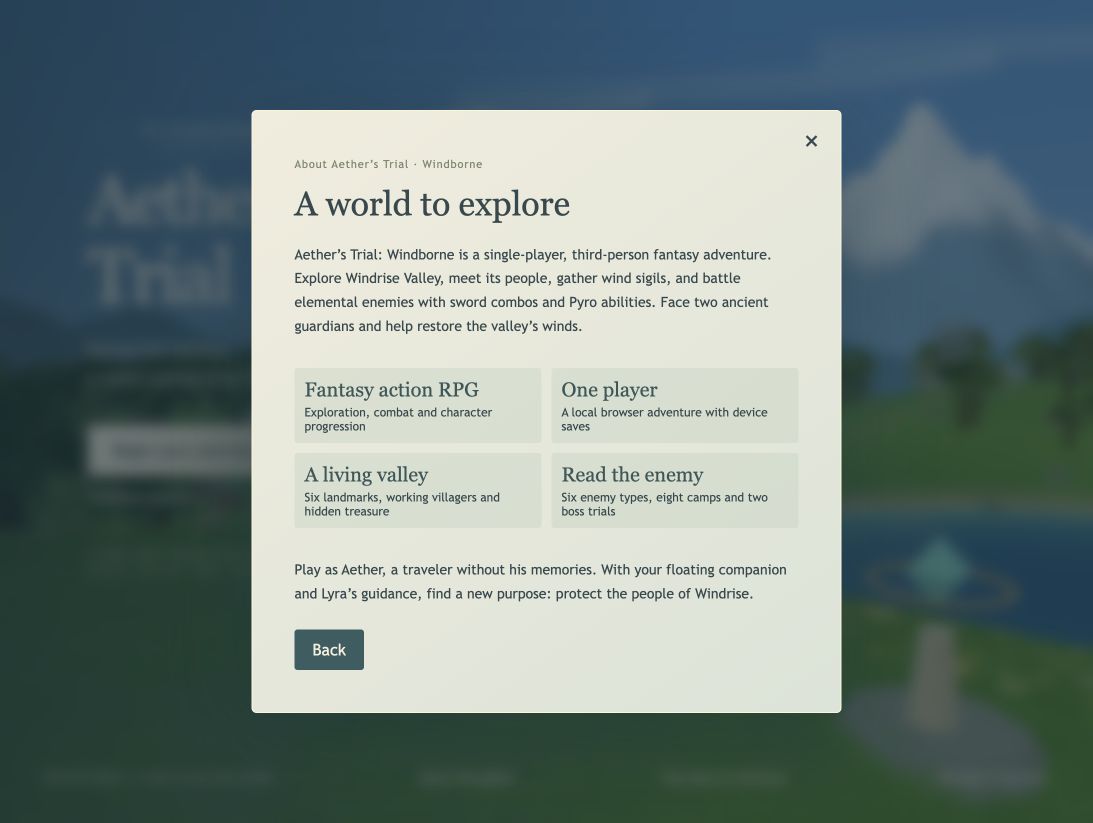 About Aether’s Trial · Windborne
A world to explore
Aether’s Trial: Windborne is a single-player, third-person fantasy adventure.
Explore Windrise Valley, meet its people, gather wind sigils, and battle
elemental enemies with sword combos and Pyro abilities. Face two ancient
guardians and help restore the valley’s winds.
Fantasy action RPG
Exploration, combat and character
progression
One player
A local browser adventure with device
saves
A living valley
Six landmarks, working villagers and
hidden treasure
Read the enemy
Six enemy types, eight camps and two
boss trials
Play as Aether, a traveler without his memories. With your floating companion
and Lyra’s guidance, find a new purpose: protect the people of Windrise.
Back
Trial